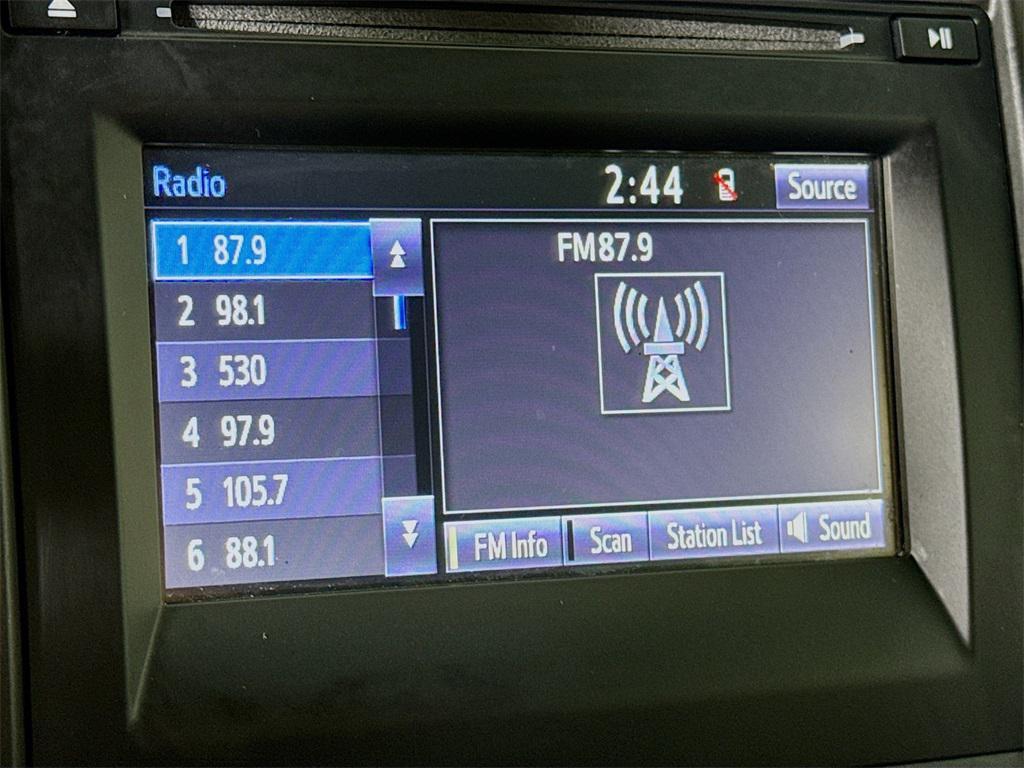 Radio
2:44
Source
1 87.9
2 98.1
3 530
4 97.9
5 105.7
6 88.1
FM87.9
FM Info
Scan
Station List
Sound